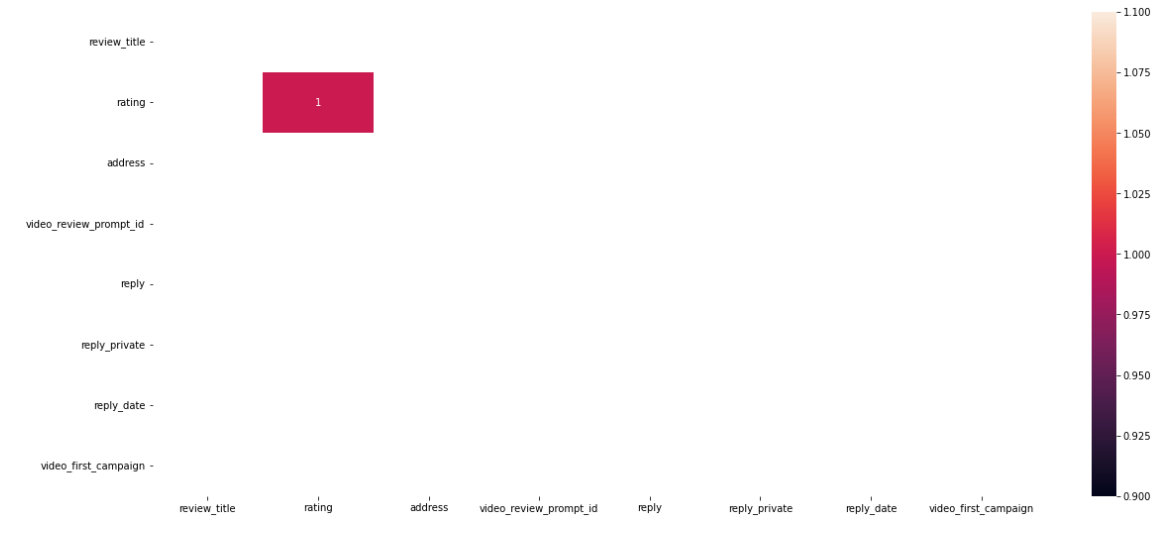 review_title
rating
address
video_review_prompt_id
reply
reply_private
reply_date
video_first_campaign
1
review_title rating address video_review_prompt_id reply reply_private reply_date video_first_campaign
1.100
1.075
1.050
1.025
1.000
0.975
0.950
0.925
0.900